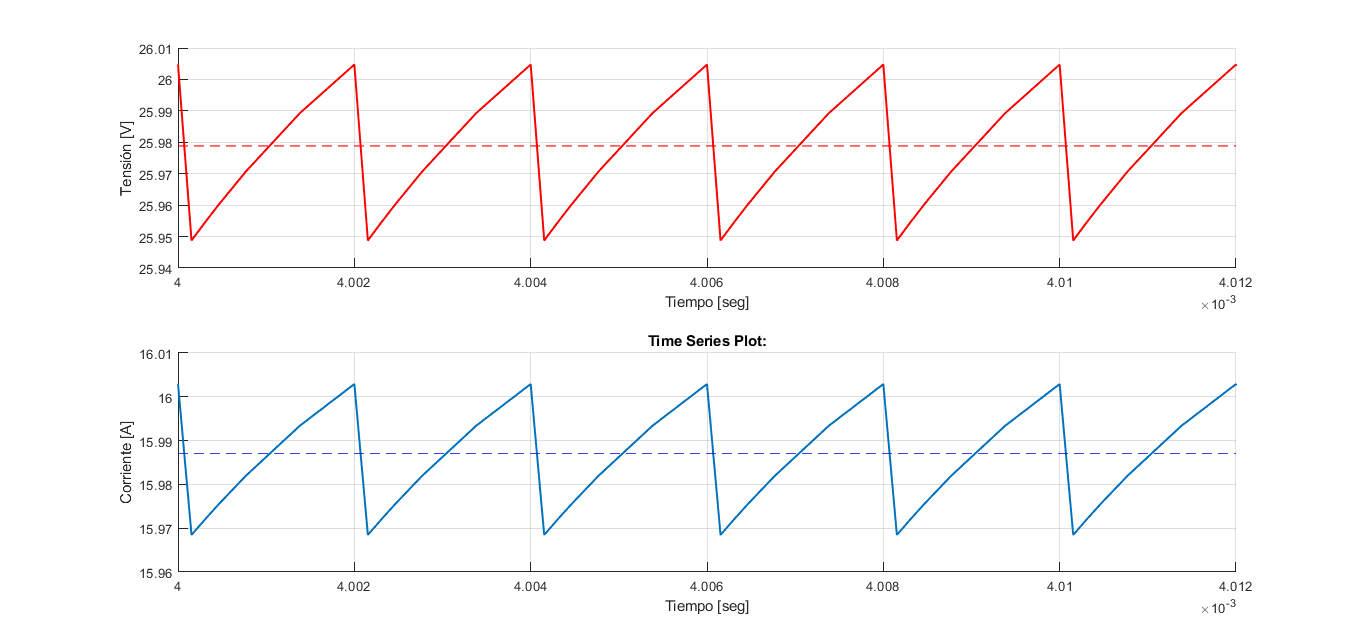 26.01
26
25.99
25.98
25.97
25.96
25.95
25.94
Tensión [V]
4 4.002 4.004 4.006 4.008 4.01 4.012
Tiempo [seg]
×10-3
Time Series Plot:
16.01
16
15.99
15.98
15.97
15.96
Corriente [A]
4 4.002 4.004 4.006 4.008 4.01 4.012
Tiempo [seg]
×10-3